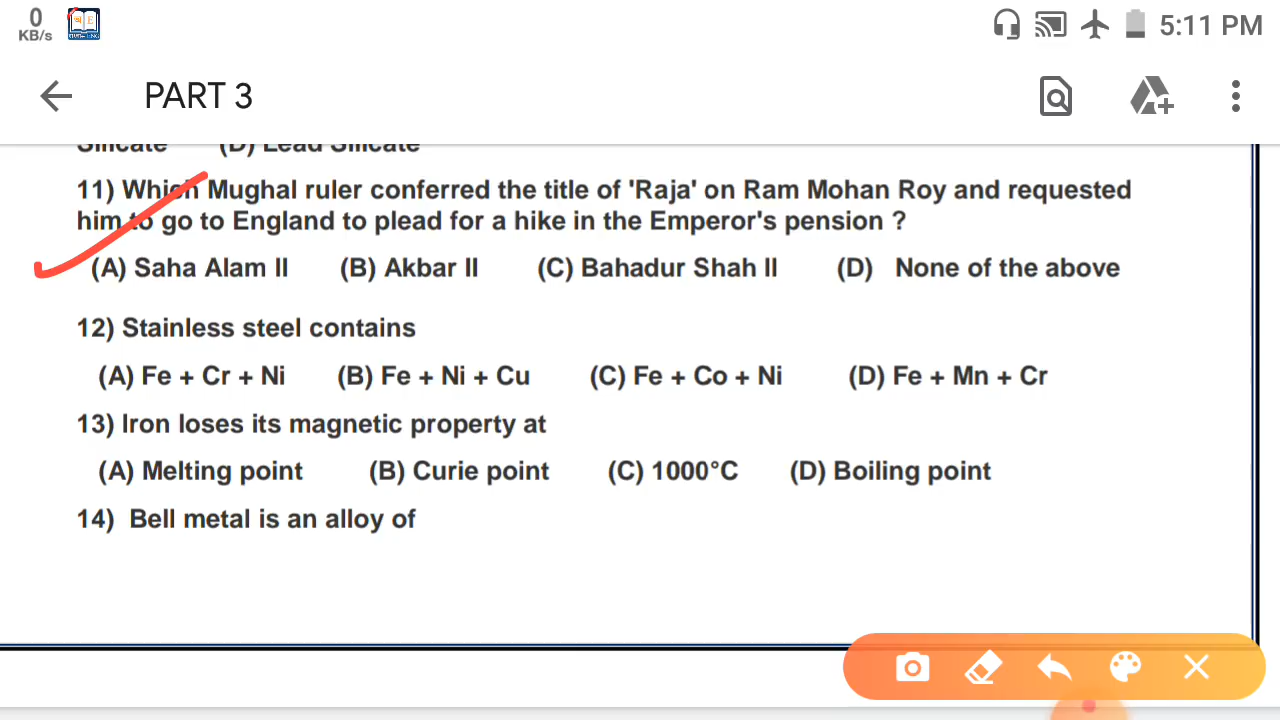 0
KB/s
5:11 PM
PART 3
Silicate (D) Lead Silicate
11) Which Mughal ruler conferred the title of 'Raja' on Ram Mohan Roy and requested
him to go to England to plead for a hike in the Emperor's pension ?
(A) Saha Alam II (B) Akbar II (C) Bahadur Shah II (D) None of the above
12) Stainless steel contains
(A) Fe + Cr + Ni (B) Fe + Ni + Cu (C) Fe + Co + Ni (D) Fe + Mn + Cr
13) Iron loses its magnetic property at
(A) Melting point (B) Curie point (C) 1000°C (D) Boiling point
14) Bell metal is an alloy of